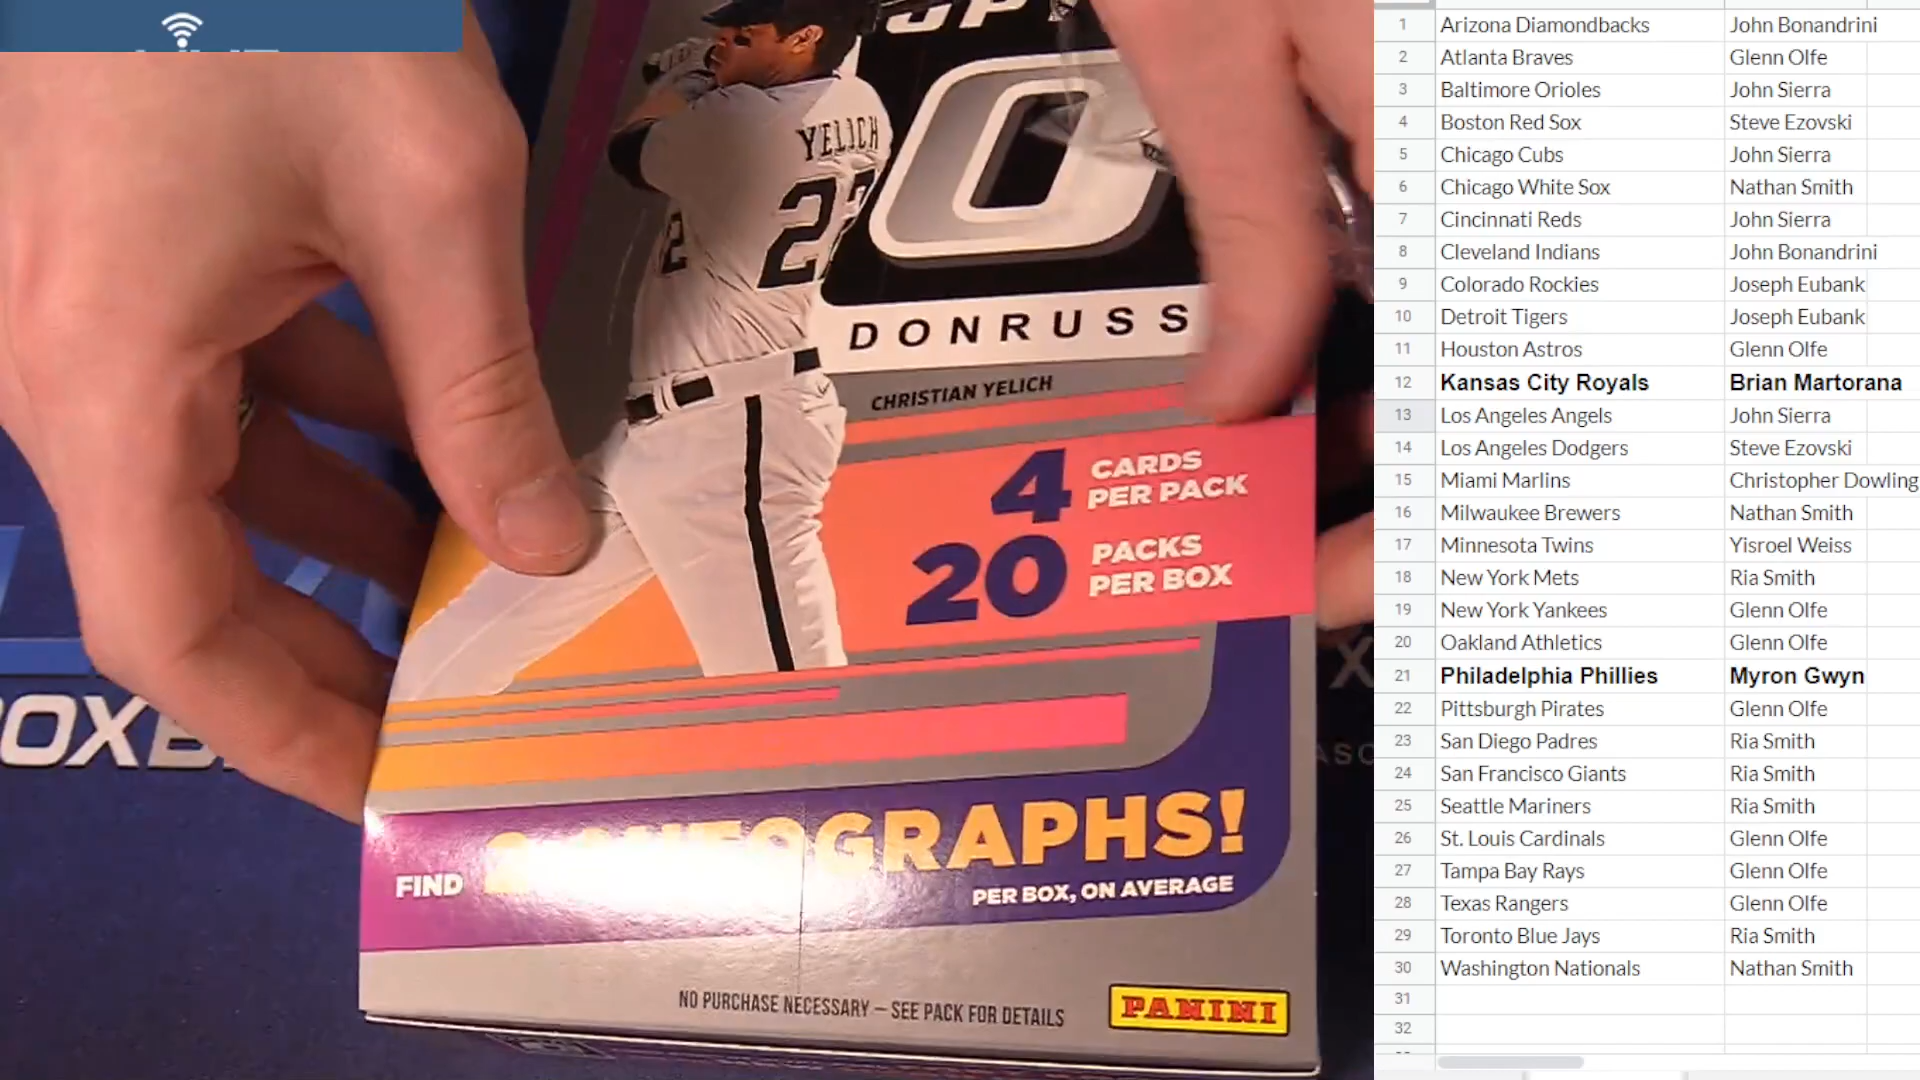 YELICH
22
DONRUSS
CHRISTIAN YELICH
4 CARDS PER PACK
20 PACKS PER BOX
FIND AUTOGRAPHS!
PER BOX, ON AVERAGE
NO PURCHASE NECESSARY – SEE PACK FOR DETAILS
PANINI
1 Arizona Diamondbacks John Bonandrini
2 Atlanta Braves Glenn Olfe
3 Baltimore Orioles John Sierra
4 Boston Red Sox Steve Ezovski
5 Chicago Cubs John Sierra
6 Chicago White Sox Nathan Smith
7 Cincinnati Reds John Sierra
8 Cleveland Indians John Bonandrini
9 Colorado Rockies Joseph Eubank
10 Detroit Tigers Joseph Eubank
11 Houston Astros Glenn Olfe
12 Kansas City Royals Brian Martorana
13 Los Angeles Angels John Sierra
14 Los Angeles Dodgers Steve Ezovski
15 Miami Marlins Christopher Dowling
16 Milwaukee Brewers Nathan Smith
17 Minnesota Twins Yisroel Weiss
18 New York Mets Ria Smith
19 New York Yankees Glenn Olfe
20 Oakland Athletics Glenn Olfe
21 Philadelphia Phillies Myron Gwyn
22 Pittsburgh Pirates Glenn Olfe
23 San Diego Padres Ria Smith
24 San Francisco Giants Ria Smith
25 Seattle Mariners Ria Smith
26 St. Louis Cardinals Glenn Olfe
27 Tampa Bay Rays Glenn Olfe
28 Texas Rangers Glenn Olfe
29 Toronto Blue Jays Ria Smith
30 Washington Nationals Nathan Smith
31
32